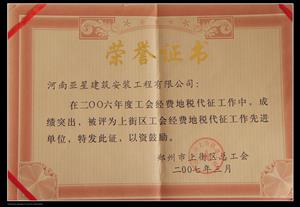 荣誉证书
河南亚星建筑安装工程有限公司：
在二〇〇六年度工会经费地税代征工作中，成
绩突出，被评为上街区工会经费地税代征工作先进
单位，特发此证，以资鼓励。
郑州市上街区总工会
二〇〇七年三月